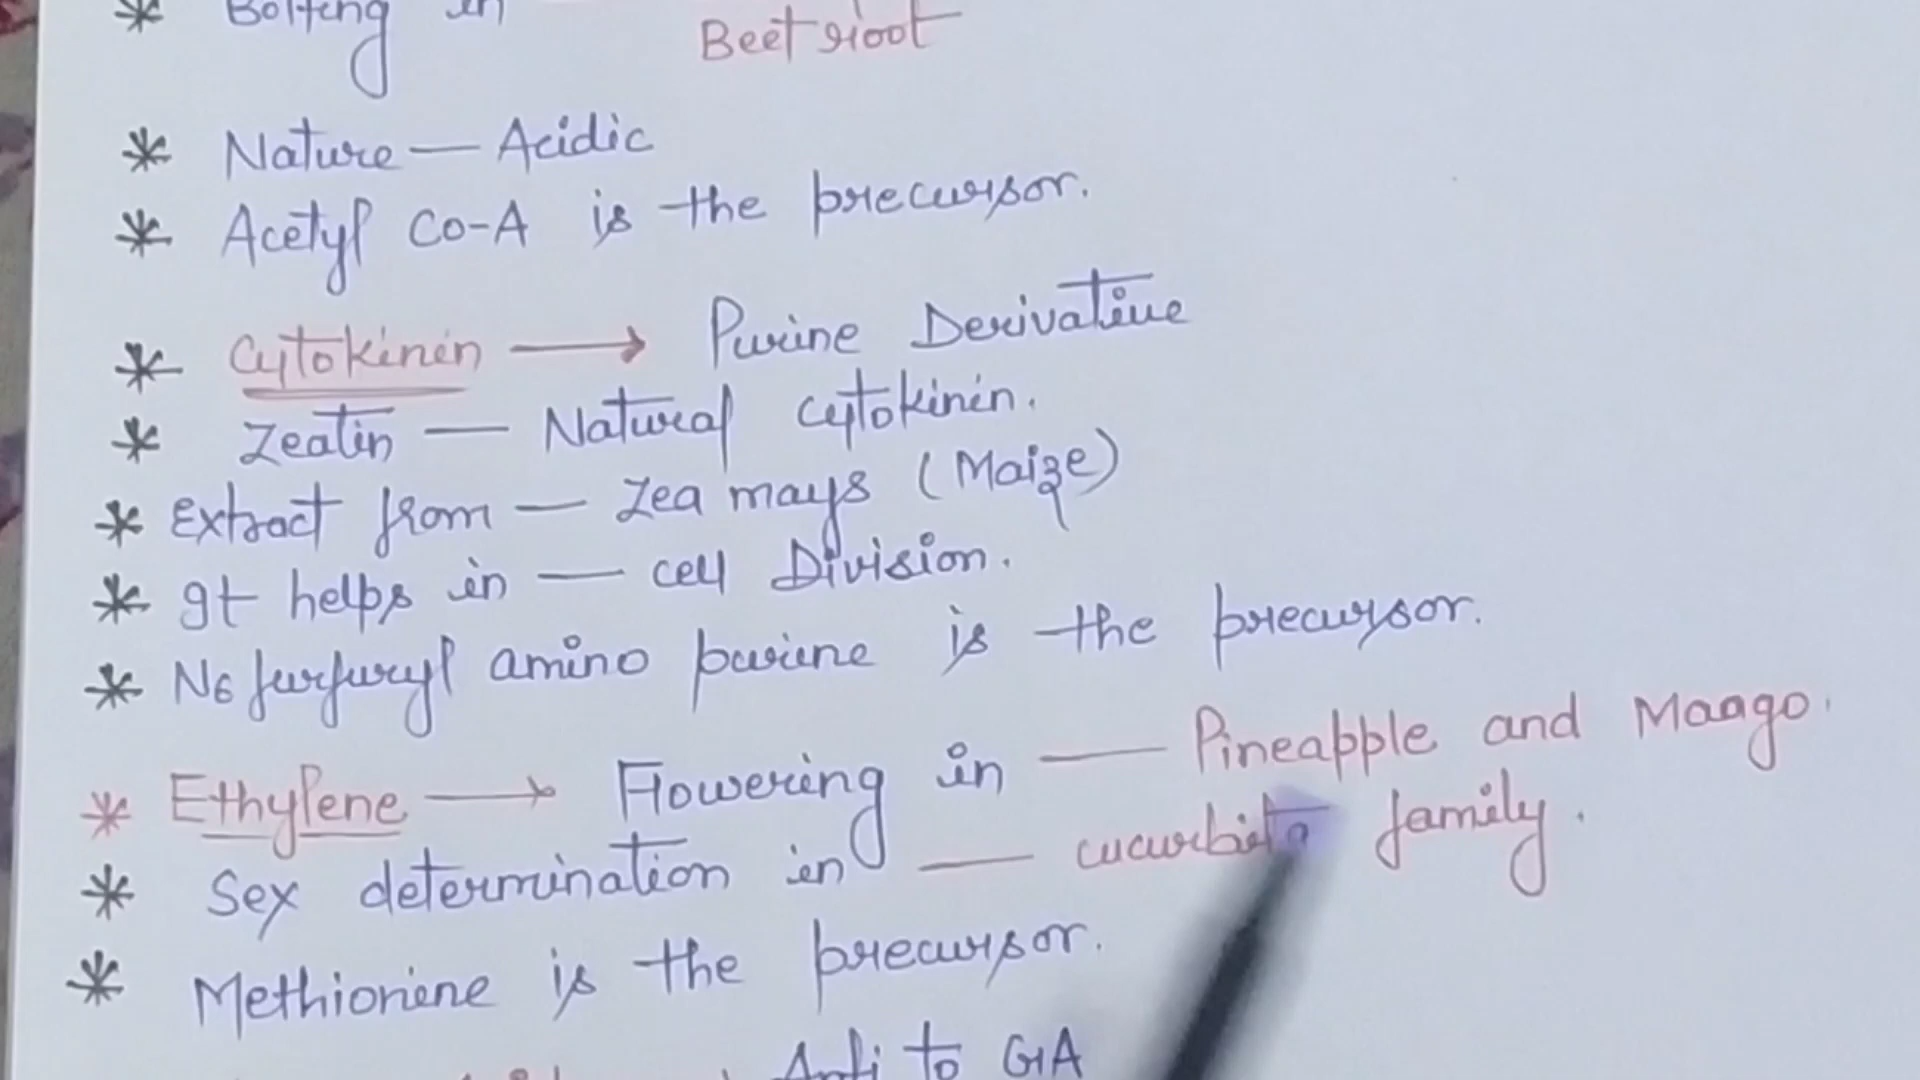 * Bolting in
Beet root
* Nature — Acidic
* Acetyl Co-A is the precursor.
* Cytokinin → Purine Derivative
* Zeatin — Natural cytokinin.
* Extract from — Zea mays (Maize)
* It helps in — cell Division.
* N6 furfuryl amino purine is the precursor.
* Ethylene → Flowering in — Pineapple and Mango.
* Sex determination in — family.
* Methionine is the precursor.
Anti to GA